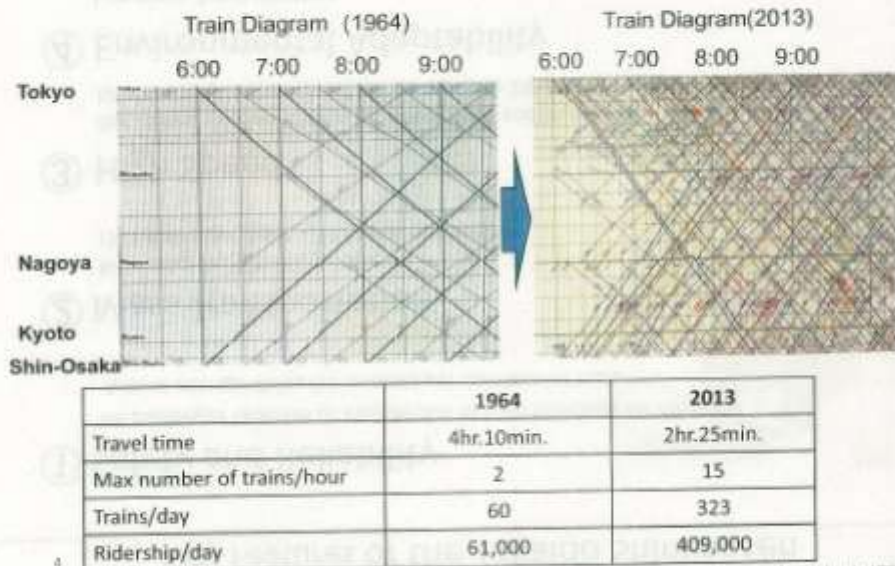 Train Diagram (1964)
Train Diagram(2013)
6:00 7:00 8:00 9:00
6:00 7:00 8:00 9:00
Tokyo
Nagoya
Kyoto
Shin-Osaka
1964 2013
Travel time 4hr.10min. 2hr.25min.
Max number of trains/hour 2 15
Trains/day 60 323
Ridership/day 61,000 409,000